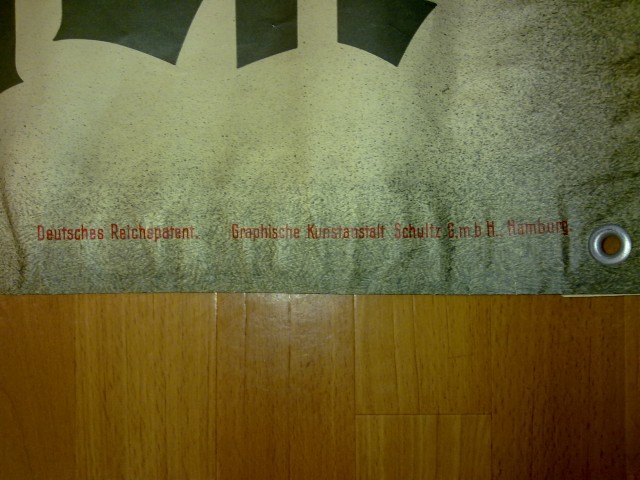 Deutsches Reichspatent. Graphische Kunstanstalt Schultz G.m.b.H., Hamburg.